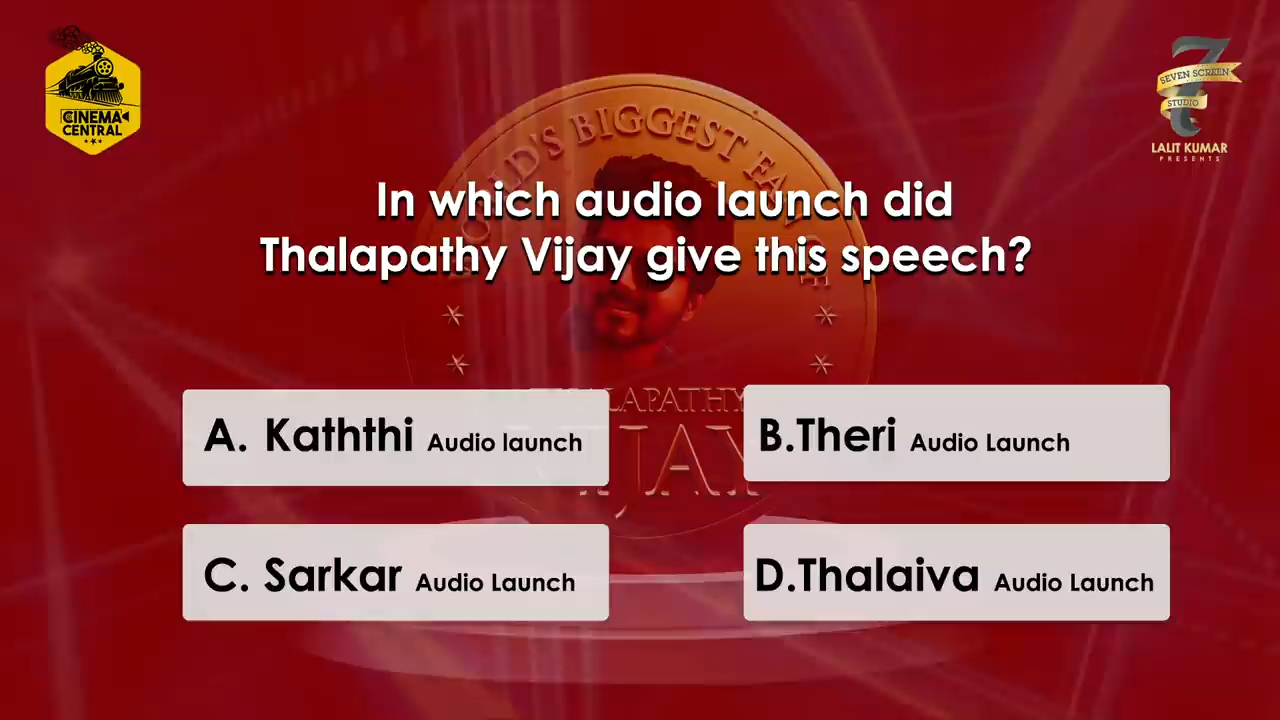 CINEMA
CENTRAL
SEVEN SCREEN
STUDIO
LALIT KUMAR
PRESENTS
BIGGEST
In which audio launch did
Thalapathy Vijay give this speech?
A. Kaththi Audio launch
B.Theri Audio Launch
C. Sarkar Audio Launch
D.Thalaiva Audio Launch